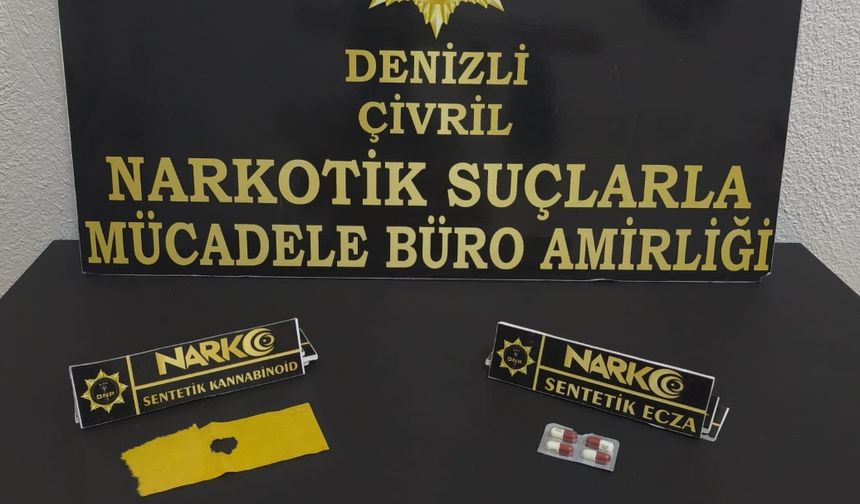 DENİZLİ
ÇİVRİL
NARKOTİK SUÇLARLA
MÜCADELE BÜRO AMİRLİĞİ
NARKO
SENTETİK KANNABİNOİD
NARKO
SENTETİK ECZA